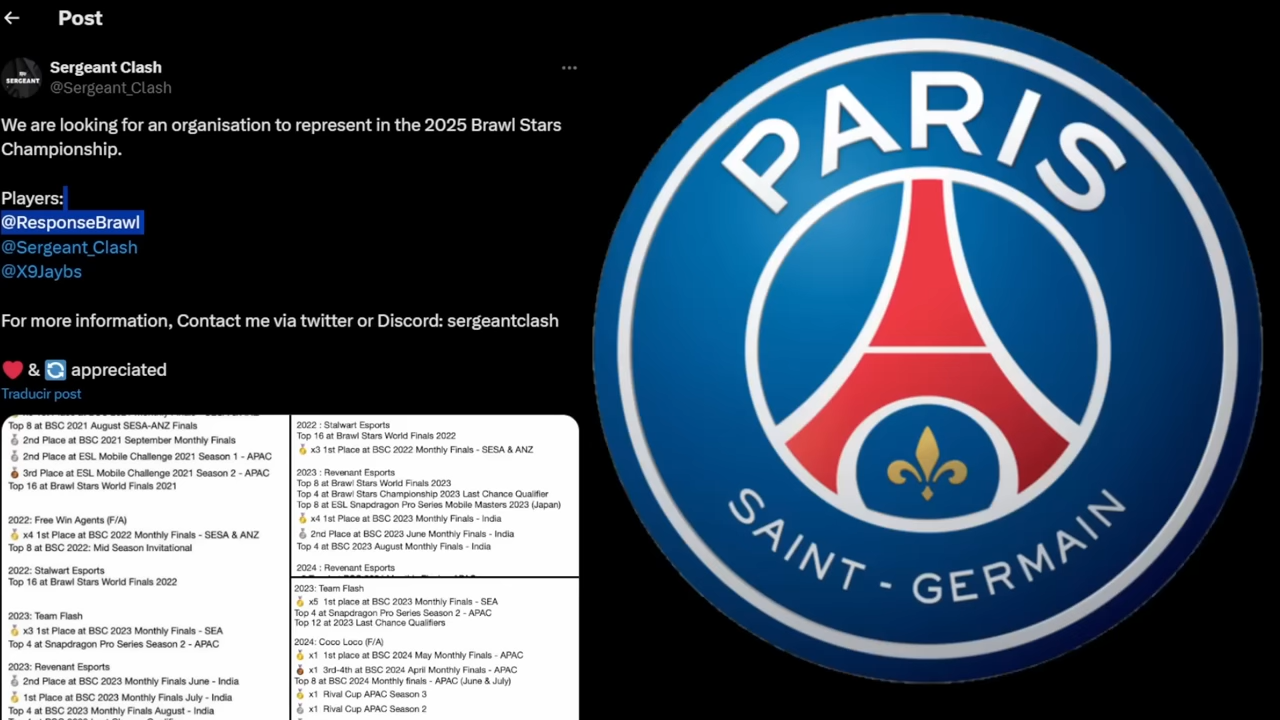 Post
Sergeant Clash
SERGEANT
@Sergeant_Clash
We are looking for an organisation to represent in the 2025 Brawl Stars
Championship.
Players:
@ResponseBrawl
@Sergeant_Clash
@X9Jaybs
For more information, Contact me via twitter or Discord: sergeantclash
& appreciated
Traducir post
Top 8 at BSC 2021 August SESA-ANZ Finals
2nd Place at BSC 2021 September Monthly Finals
2nd Place at ESL Mobile Challenge 2021 Season 1 - APAC
3rd Place at ESL Mobile Challenge 2021 Season 2 - APAC
Top 16 at Brawl Stars World Finals 2021
2022: Free Win Agents (F/A)
x4 1st Place at BSC 2022 Monthly Finals - SESA & ANZ
Top 8 at BSC 2022: Mid Season Invitational
2022: Stalwart Esports
Top 16 at Brawl Stars World Finals 2022
2023: Team Flash
x3 1st Place at BSC 2023 Monthly Finals - SEA
Top 4 at Snapdragon Pro Series Season 2 - APAC
2023: Revenant Esports
2nd Place at BSC 2023 Monthly Finals June - India
1st Place at BSC 2023 Monthly Finals July - India
Top 4 at BSC 2023 Monthly Finals August - India
2022 : Stalwart Esports
Top 16 at Brawl Stars World Finals 2022
x3 1st Place at BSC 2022 Monthly Finals - SESA & ANZ
2023 : Revenant Esports
Top 8 at Brawl Stars World Finals 2023
Top 4 at Brawl Stars Championship 2023 Last Chance Qualifier
Top 8 at ESL Snapdragon Pro Series Mobile Masters 2023 (Japan)
x4 1st Place at BSC 2023 Monthly Finals - India
2nd Place at BSC 2023 June Monthly Finals - India
Top 4 at BSC 2023 August Monthly Finals - India
2024 : Revenant Esports
2023: Team Flash
x5 1st place at BSC 2023 Monthly Finals - SEA
Top 4 at Snapdragon Pro Series Season 2 - APAC
Top 12 at 2023 Last Chance Qualifiers
2024: Coco Loco (F/A)
x1 1st place at BSC 2024 May Monthly Finals - APAC
x1 3rd-4th at BSC 2024 April Monthly Finals - APAC
Top 8 at BSC 2024 Monthly finals - APAC (June & July)
x1 Rival Cup APAC Season 3
x1 Rival Cup APAC Season 2
PARIS
SAINT - GERMAIN